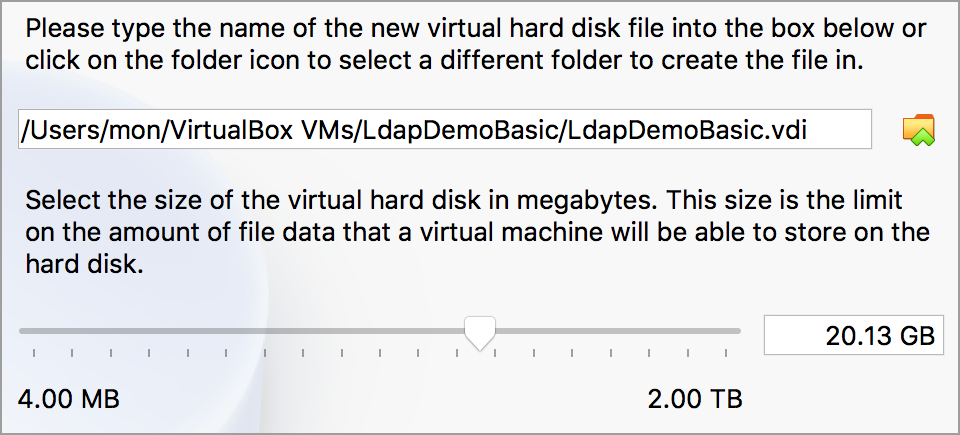 Please type the name of the new virtual hard disk file into the box below or
click on the folder icon to select a different folder to create the file in.
/Users/mon/VirtualBox VMs/LdapDemoBasic/LdapDemoBasic.vdi
Select the size of the virtual hard disk in megabytes. This size is the limit
on the amount of file data that a virtual machine will be able to store on the
hard disk.
20.13 GB
4.00 MB
2.00 TB